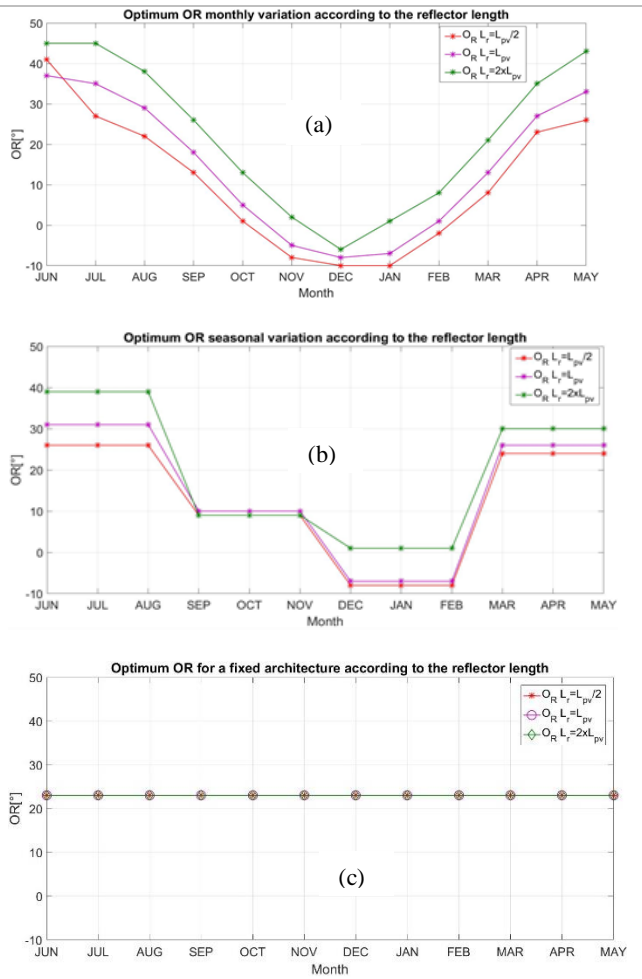 Optimum OR monthly variation according to the reflector length
50
40
30
20
10
0
-10
OR[°]
O_R L_r=L_pv/2
O_R L_r=L_pv
O_R L_r=2xL_pv
(a)
JUN JUL AUG SEP OCT NOV DEC JAN FEB MAR APR MAY
Month
Optimum OR seasonal variation according to the reflector length
50
40
30
20
10
0
-10
OR[°]
O_R L_r=L_pv/2
O_R L_r=L_pv
O_R L_r=2xL_pv
(b)
JUN JUL AUG SEP OCT NOV DEC JAN FEB MAR APR MAY
Month
Optimum OR for a fixed architecture according to the reflector length
50
40
30
20
10
0
-10
OR[°]
O_R L_r=L_pv/2
O_R L_r=L_pv
O_R L_r=2xL_pv
(c)
JUN JUL AUG SEP OCT NOV DEC JAN FEB MAR APR MAY
Month